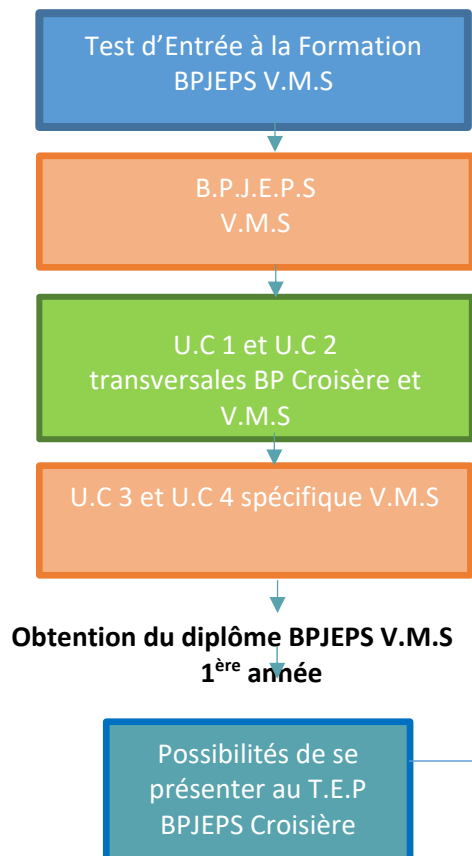 Test d’Entrée à la Formation
BPJEPS V.M.S
B.P.J.E.P.S
V.M.S
U.C 1 et U.C 2
transversales BP Croisère et
V.M.S
U.C 3 et U.C 4 spécifique V.M.S
Obtention du diplôme BPJEPS V.M.S
1ère année
Possibilités de se
présenter au T.E.P
BPJEPS Croisière